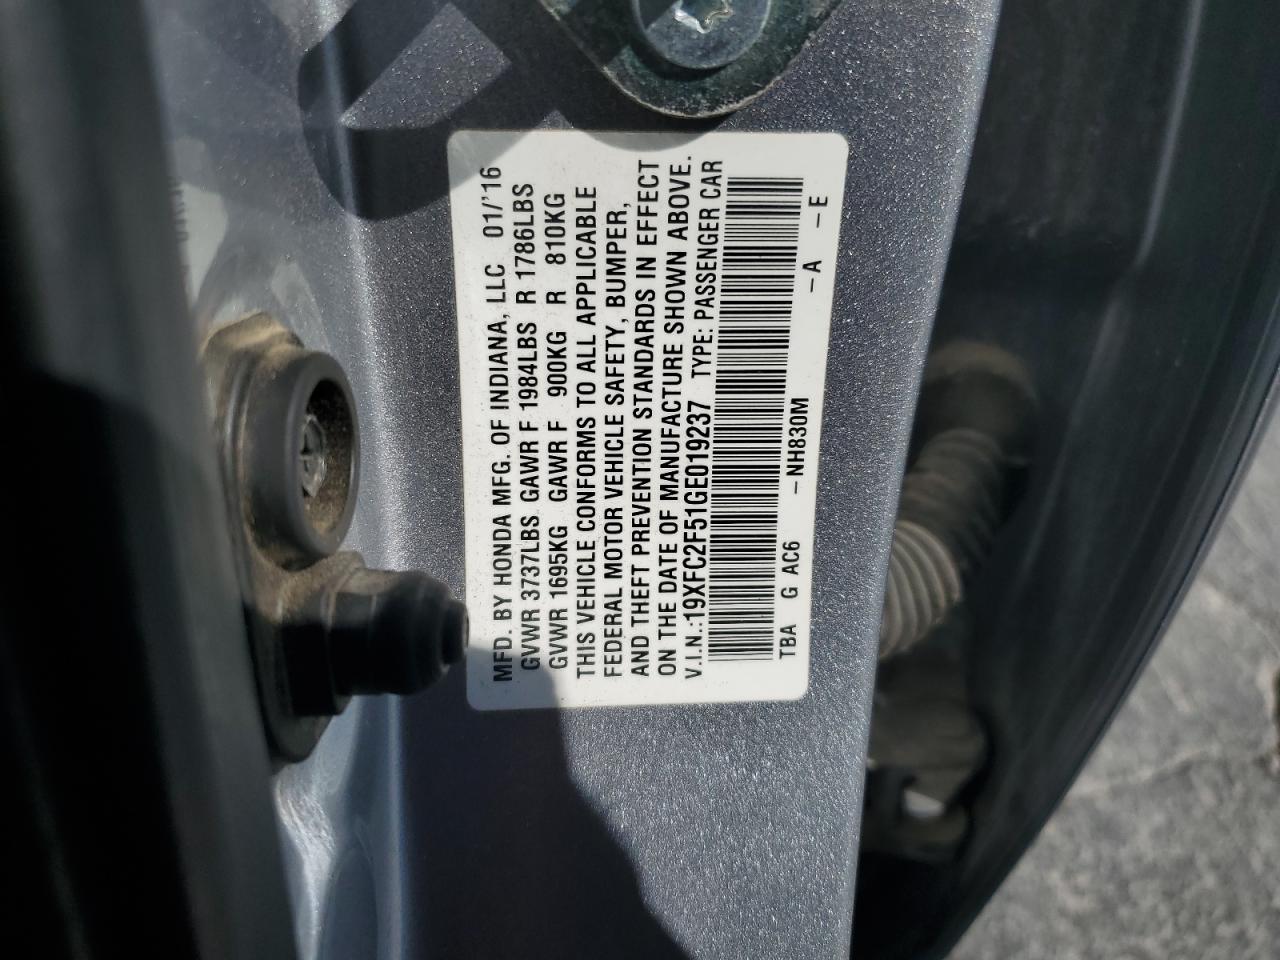 MFD. BY HONDA MFG. OF INDIANA, LLC 01/'16
GVWR 3737LBS GAWR F 1984LBS R 1786LBS
GVWR 1695KG GAWR F 900KG R 810KG
THIS VEHICLE CONFORMS TO ALL APPLICABLE
FEDERAL MOTOR VEHICLE SAFETY, BUMPER,
AND THEFT PREVENTION STANDARDS IN EFFECT
ON THE DATE OF MANUFACTURE SHOWN ABOVE.
V.I.N.:19XFC2F51GE019237 TYPE: PASSENGER CAR
TBA G AC6 –NH830M –A –E